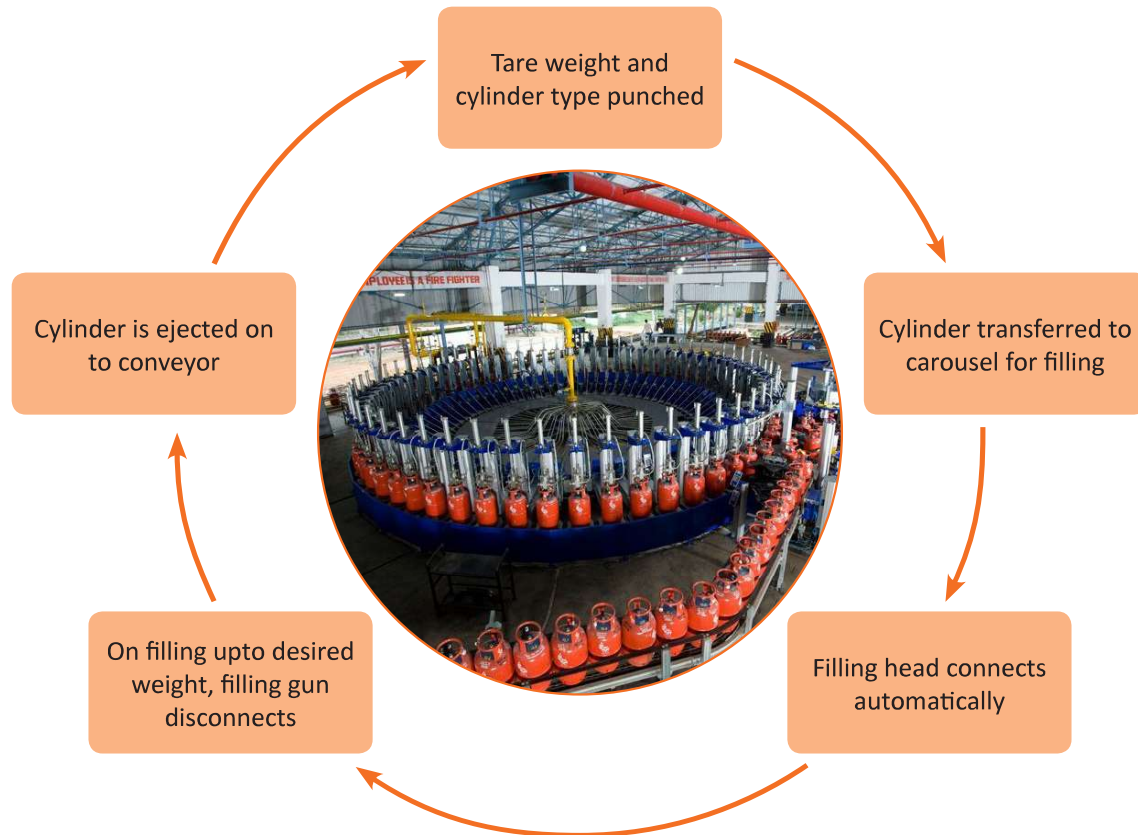 Tare weight and
cylinder type punched
Cylinder transferred to
carousel for filling
Filling head connects
automatically
On filling upto desired
weight, filling gun
disconnects
Cylinder is ejected on
to conveyor
IS A FIRE FIGHTER